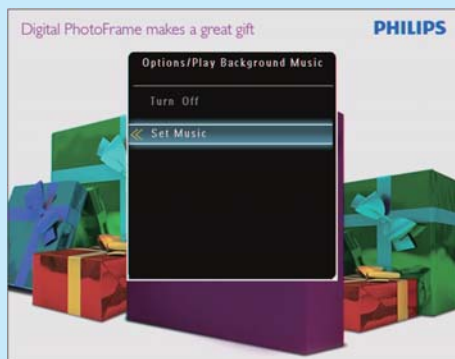 Digital PhotoFrame makes a great gift
PHILIPS
Options/Play Background Music
Turn Off
Set Music